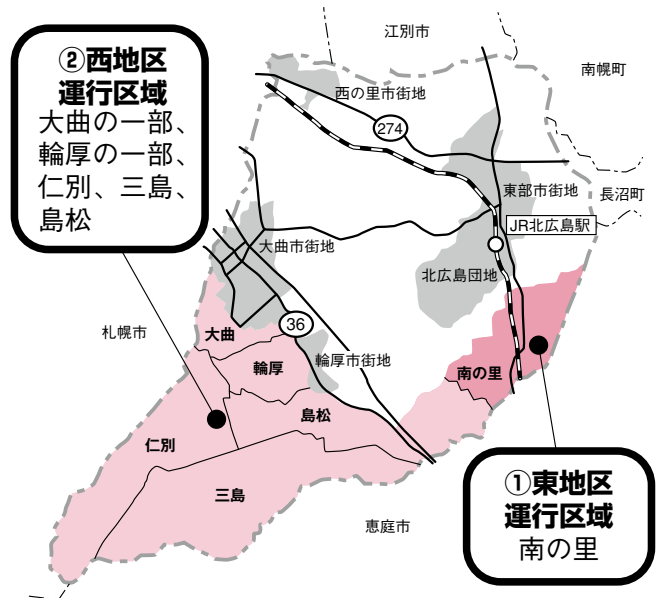 ②西地区
運行区域
大曲の一部、
輪厚の一部、
仁別、三島、
島松
江別市
南幌町
西の里市街地
274
東部市街地
長沼町
JR北広島駅
大曲市街地
北広島団地
札幌市
36
大曲
輪厚市街地
輪厚
南の里
島松
仁別
三島
恵庭市
①東地区
運行区域
南の里